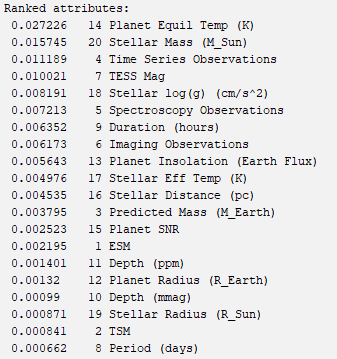 Ranked attributes:
0.027226 14 Planet Equil Temp (K)
0.015745 20 Stellar Mass (M_Sun)
0.011189 4 Time Series Observations
0.010021 7 TESS Mag
0.008191 18 Stellar log(g) (cm/s^2)
0.007213 5 Spectroscopy Observations
0.006352 9 Duration (hours)
0.006173 6 Imaging Observations
0.005643 13 Planet Insolation (Earth Flux)
0.004976 17 Stellar Eff Temp (K)
0.004535 16 Stellar Distance (pc)
0.003795 3 Predicted Mass (M_Earth)
0.002523 15 Planet SNR
0.002195 1 ESM
0.001401 11 Depth (ppm)
0.00132 12 Planet Radius (R_Earth)
0.00099 10 Depth (mmag)
0.000871 19 Stellar Radius (R_Sun)
0.000841 2 TSM
0.000662 8 Period (days)